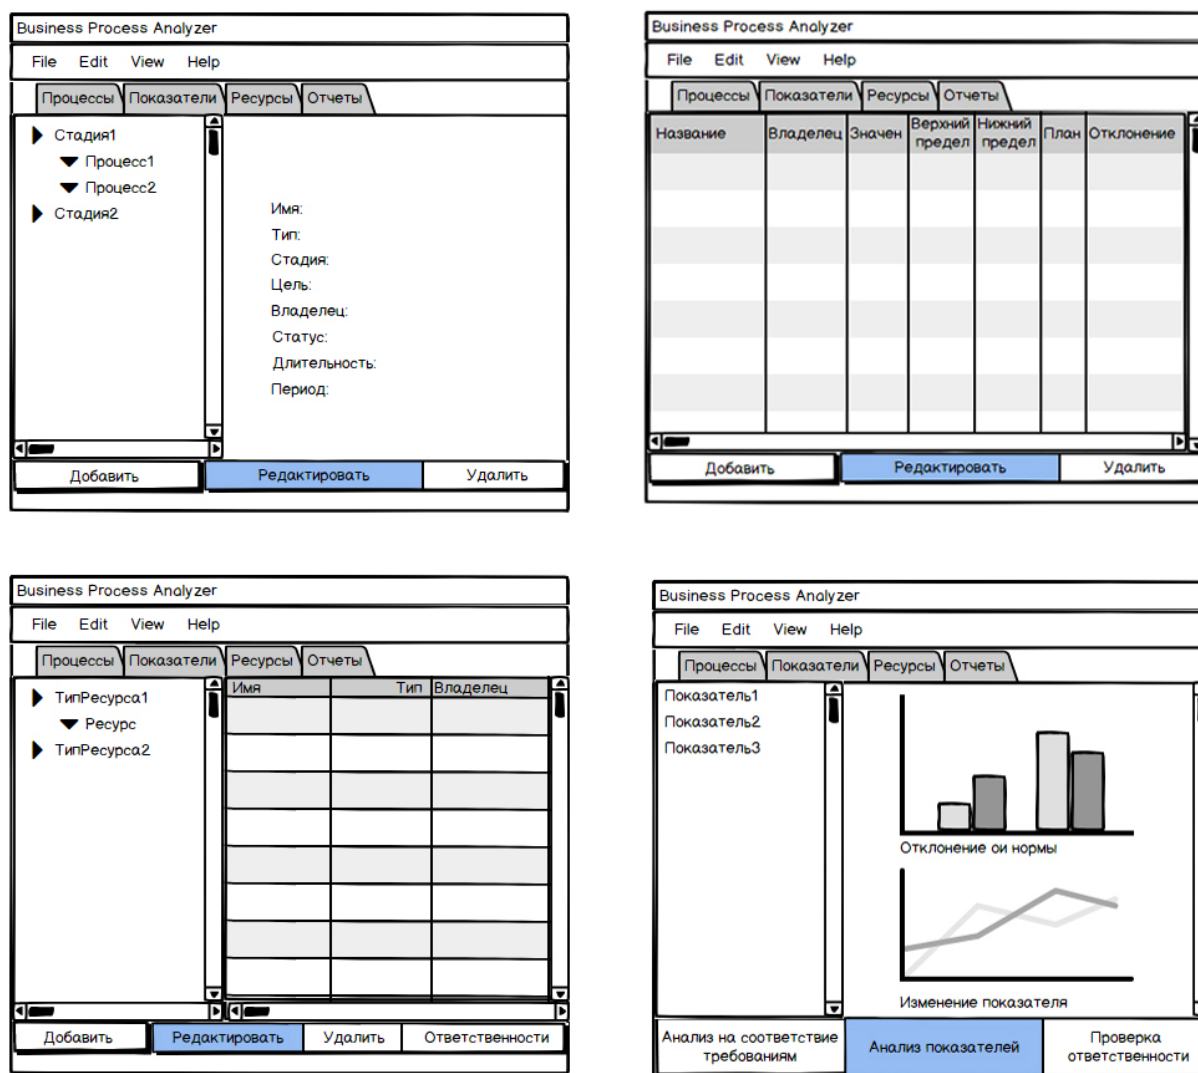 Business Process Analyzer
File Edit View Help
Процессы Показатели Ресурсы Отчеты
Стадия1
Процесс1
Процесс2
Стадия2
Имя:
Тип:
Стадия:
Цель:
Владелец:
Статус:
Длительность:
Период:
Добавить Редактировать Удалить
Business Process Analyzer
File Edit View Help
Процессы Показатели Ресурсы Отчеты
Название Владелец Значен Верхний предел Нижний предел План Отклонение
Добавить Редактировать Удалить
Business Process Analyzer
File Edit View Help
Процессы Показатели Ресурсы Отчеты
ТипРесурса1
Ресурс
ТипРесурса2
Имя Тип Владелец
Добавить Редактировать Удалить Ответственности
Business Process Analyzer
File Edit View Help
Процессы Показатели Ресурсы Отчеты
Показатель1
Показатель2
Показатель3
Отклонение ои нормы
Изменение показателя
Анализ на соответствие
требованиям
Анализ показателей
Проверка
ответственности